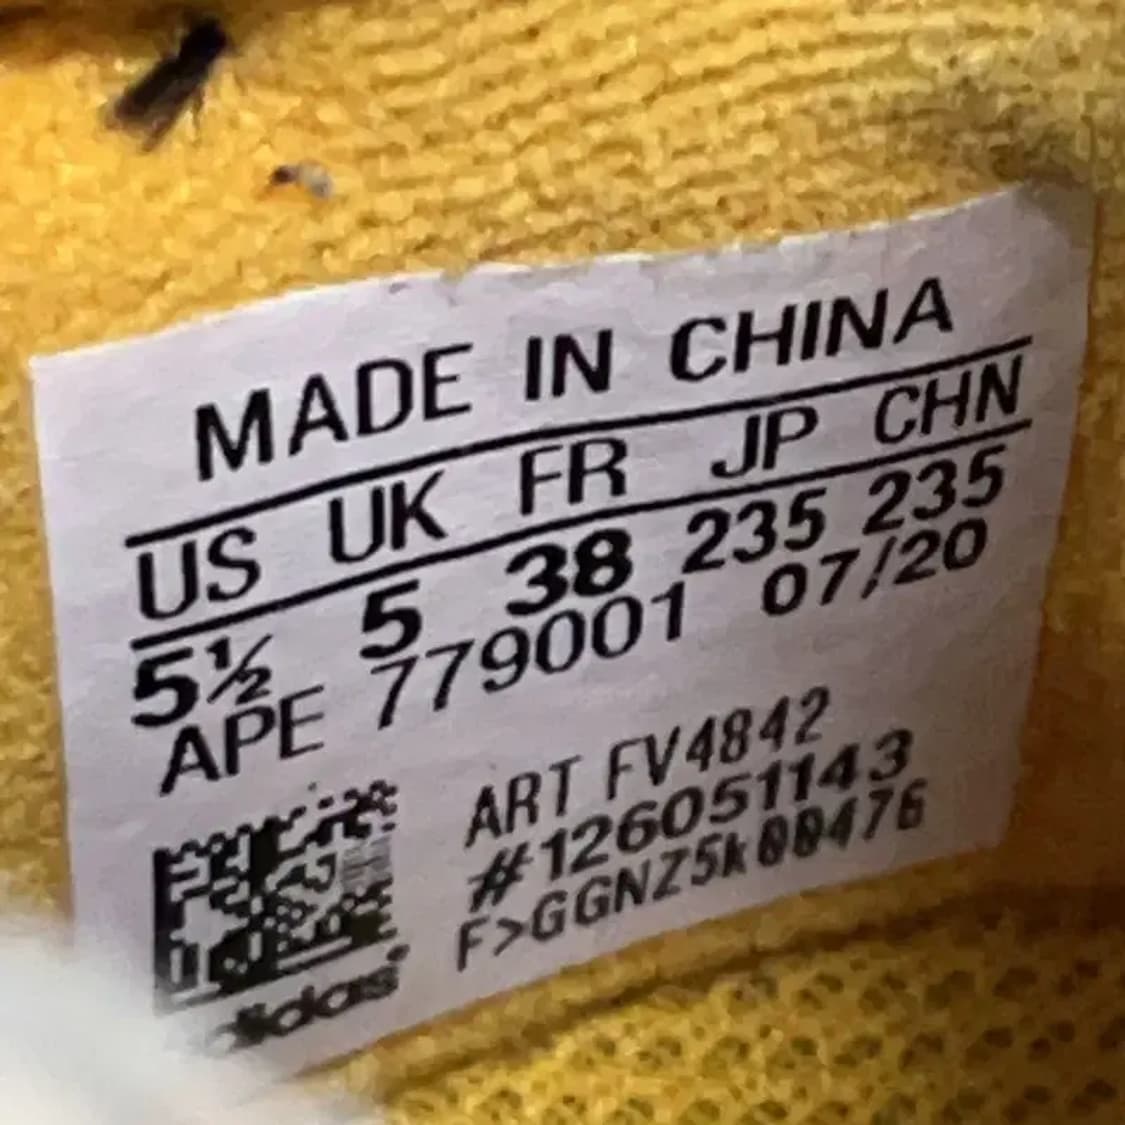 MADE IN CHINA
US UK FR JP CHN
5½ 5 38 235 235
APE 779001 07/20
ART FV4842
#126051143
F>GGNZ5k00476
adidas